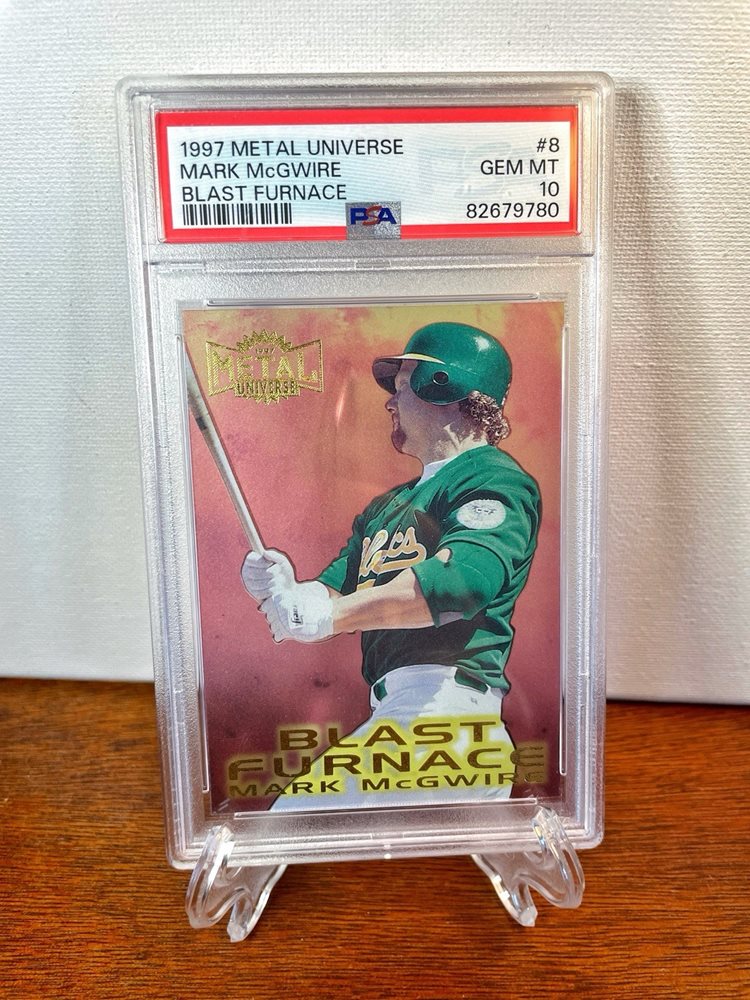 1997 METAL UNIVERSE #8
MARK McGWIRE GEM MT
BLAST FURNACE 10
PSA 82679780
1997
METAL
UNIVERSE
BLAST
FURNACE
MARK McGWIRE